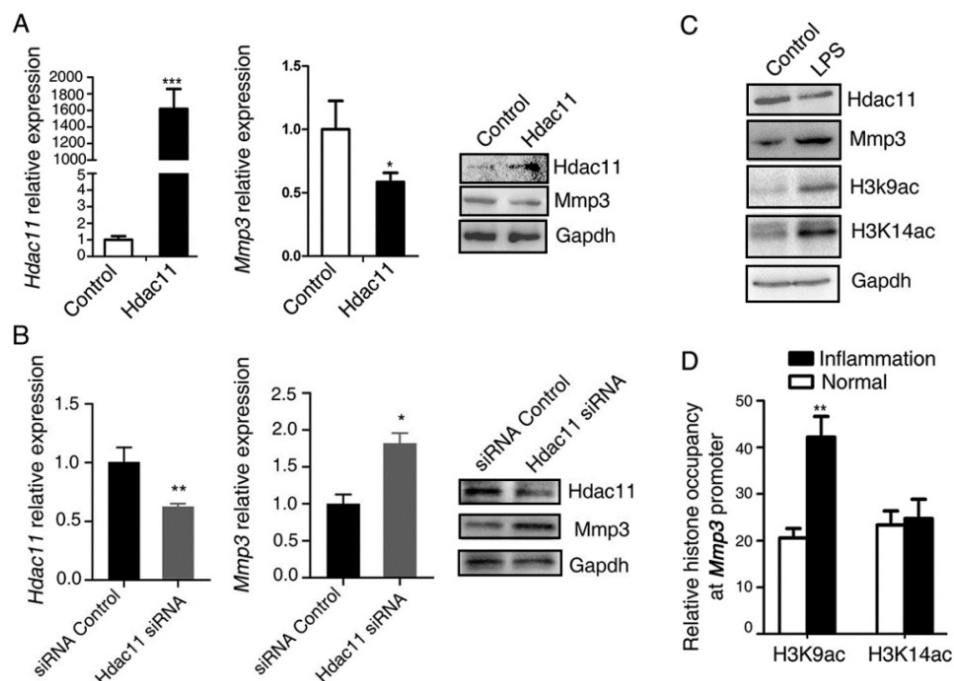 A
Hdac11 relative expression
2000
1800
1600
1400
1200
1000
5
4
3
2
1
0
***
Control
Hdac11
Mmp3 relative expression
1.5
1.0
0.5
0.0
*
Control
Hdac11
Control
Hdac11
Hdac11
Mmp3
Gapdh
B
Hdac11 relative expression
1.5
1.0
0.5
0.0
**
siRNA Control
Hdac11 siRNA
Mmp3 relative expression
2.5
2.0
1.5
1.0
0.5
0.0
*
siRNA Control
Hdac11 siRNA
siRNA Control
Hdac11 siRNA
Hdac11
Mmp3
Gapdh
C
Control
LPS
Hdac11
Mmp3
H3k9ac
H3K14ac
Gapdh
D
Inflammation
Normal
Relative histone occupancy
at Mmp3 promoter
50
40
30
20
10
0
**
H3K9ac
H3K14ac